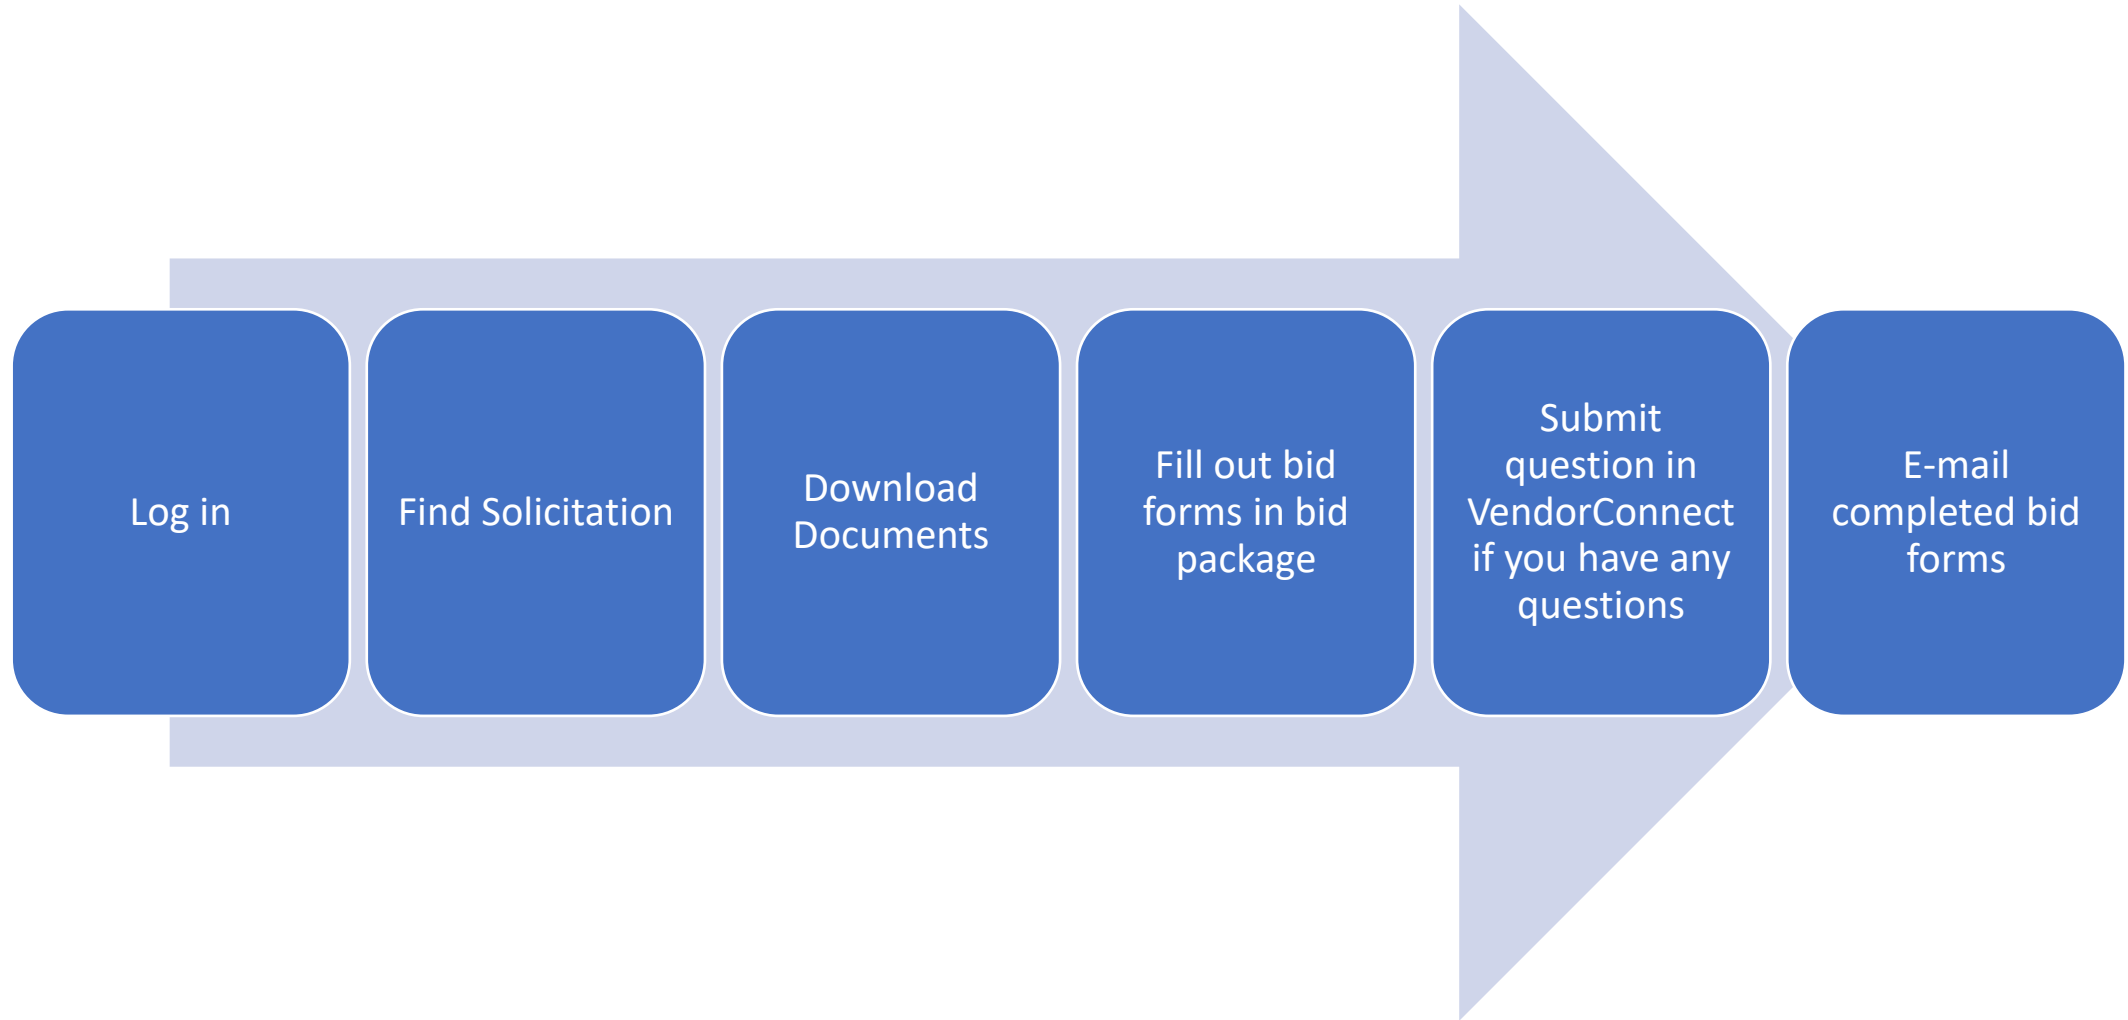 Log in
Find Solicitation
Download
Documents
Fill out bid
forms in bid
package
Submit
question in
VendorConnect
if you have any
questions
E-mail
completed bid
forms